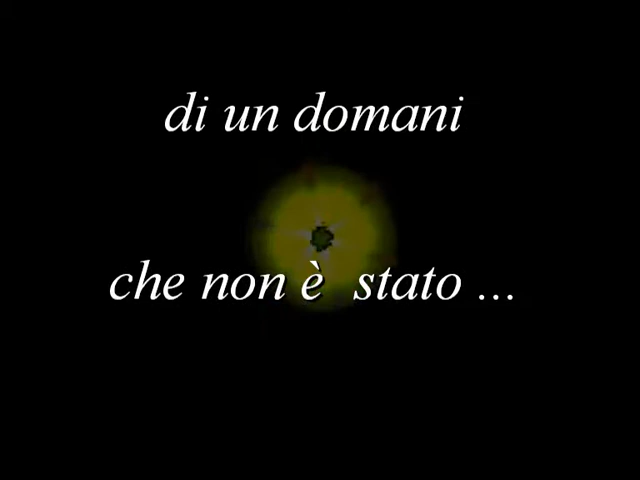 di un domani
che non è stato ...